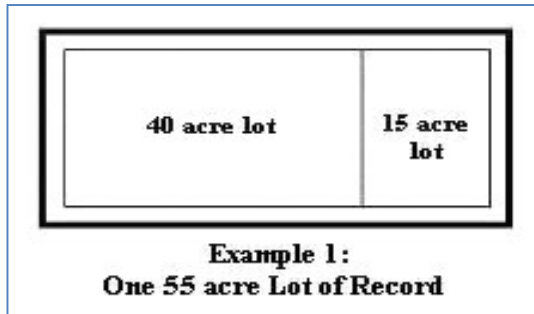 40 acre lot
15 acre
lot
Example 1:
One 55 acre Lot of Record